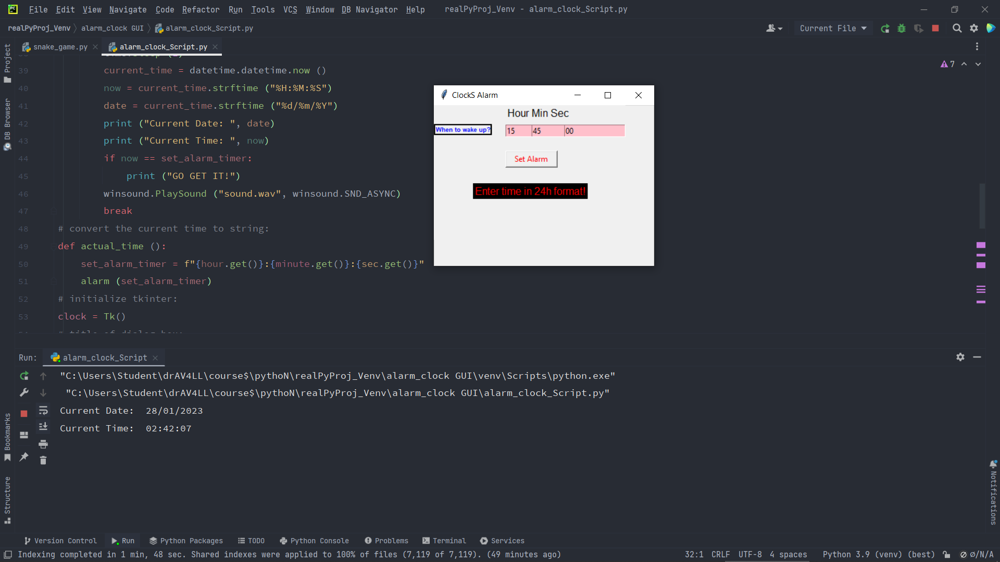 File Edit View Navigate Code Refactor Run Tools VCS Window DB Navigator Help realPyProj_Venv - alarm_clock_Script.py
realPyProj_Venv alarm_clock GUI alarm_clock_Script.py Current File
snake_game.py alarm_clock_Script.py
39 current_time = datetime.datetime.now ()
40 now = current_time.strftime ("%H:%M:%S")
41 date = current_time.strftime ("%d/%m/%Y")
42 print ("Current Date: ", date)
43 print ("Current Time: ", now)
44 if now == set_alarm_timer:
45 print ("GO GET IT!")
46 winsound.PlaySound ("sound.wav", winsound.SND_ASYNC)
47 break
48 # convert the current time to string:
49 def actual_time ():
50 set_alarm_timer = f"{hour.get()}:{minute.get()}:{sec.get()}"
51 alarm (set_alarm_timer)
52 # initialize tkinter:
53 clock = Tk()
7
ClockS Alarm
Hour Min Sec
When to wake up? 15 45 00
Set Alarm
Enter time in 24h format!
Project
DB Browser
Bookmarks
Structure
Notifications
Run: alarm_clock_Script
"C:\Users\Student\drAV4LL\course$\pythoN\realPyProj_Venv\alarm_clock GUI\venv\Scripts\python.exe"
"C:\Users\Student\drAV4LL\course$\pythoN\realPyProj_Venv\alarm_clock GUI\alarm_clock_Script.py"
Current Date: 28/01/2023
Current Time: 02:42:07
Version Control Run Python Packages TODO Python Console Problems Terminal Services
Indexing completed in 1 min, 48 sec. Shared indexes were applied to 100% of files (7,119 of 7,119). (49 minutes ago) 32:1 CRLF UTF-8 4 spaces Python 3.9 (venv) (best) ∅/N/A